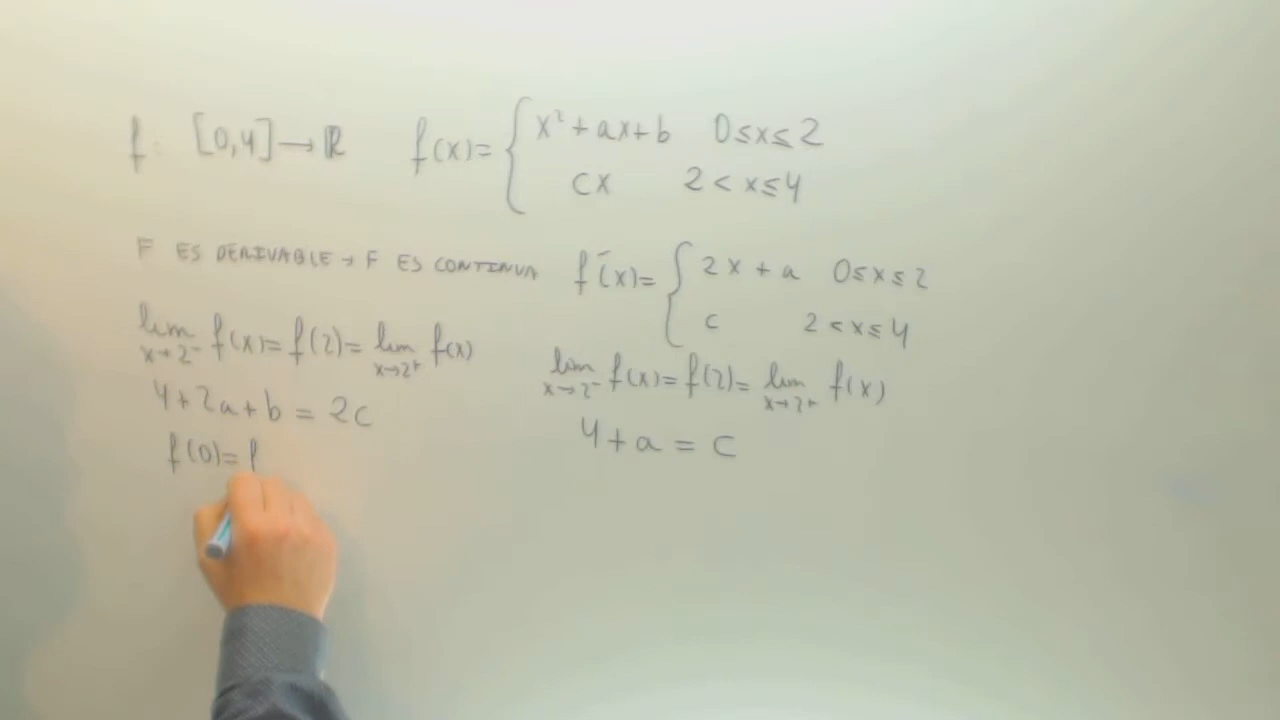 f: [0,4] → ℝ f(x) = { x² + ax + b 0 ≤ x ≤ 2
cx 2 < x ≤ 4
F ES DERIVABLE → F ES CONTINUA
lim x→2⁻ f(x) = f(2) = lim x→2⁺ f(x)
4 + 2a + b = 2c
f(0) = f
f'(x) = { 2x + a 0 ≤ x ≤ 2
c 2 < x ≤ 4
lim x→2⁻ f(x) = f(2) = lim x→2⁺ f(x)
4 + a = c